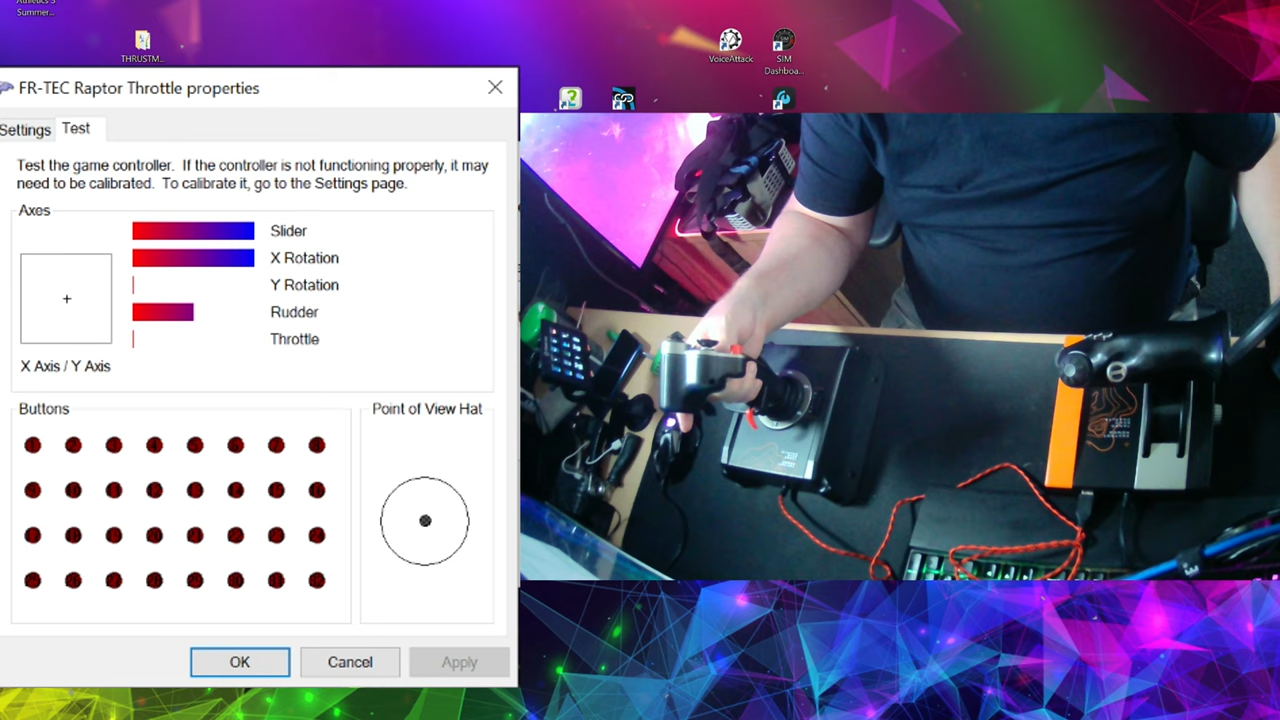 Athletics 3
Summer...
THRUSTM...
VoiceAttack
SIM
Dashboa...
FR-TEC Raptor Throttle properties
Settings
Test
Test the game controller. If the controller is not functioning properly, it may
need to be calibrated. To calibrate it, go to the Settings page.
Axes
Slider
X Rotation
Y Rotation
Rudder
Throttle
X Axis / Y Axis
Buttons
Point of View Hat
OK
Cancel
Apply